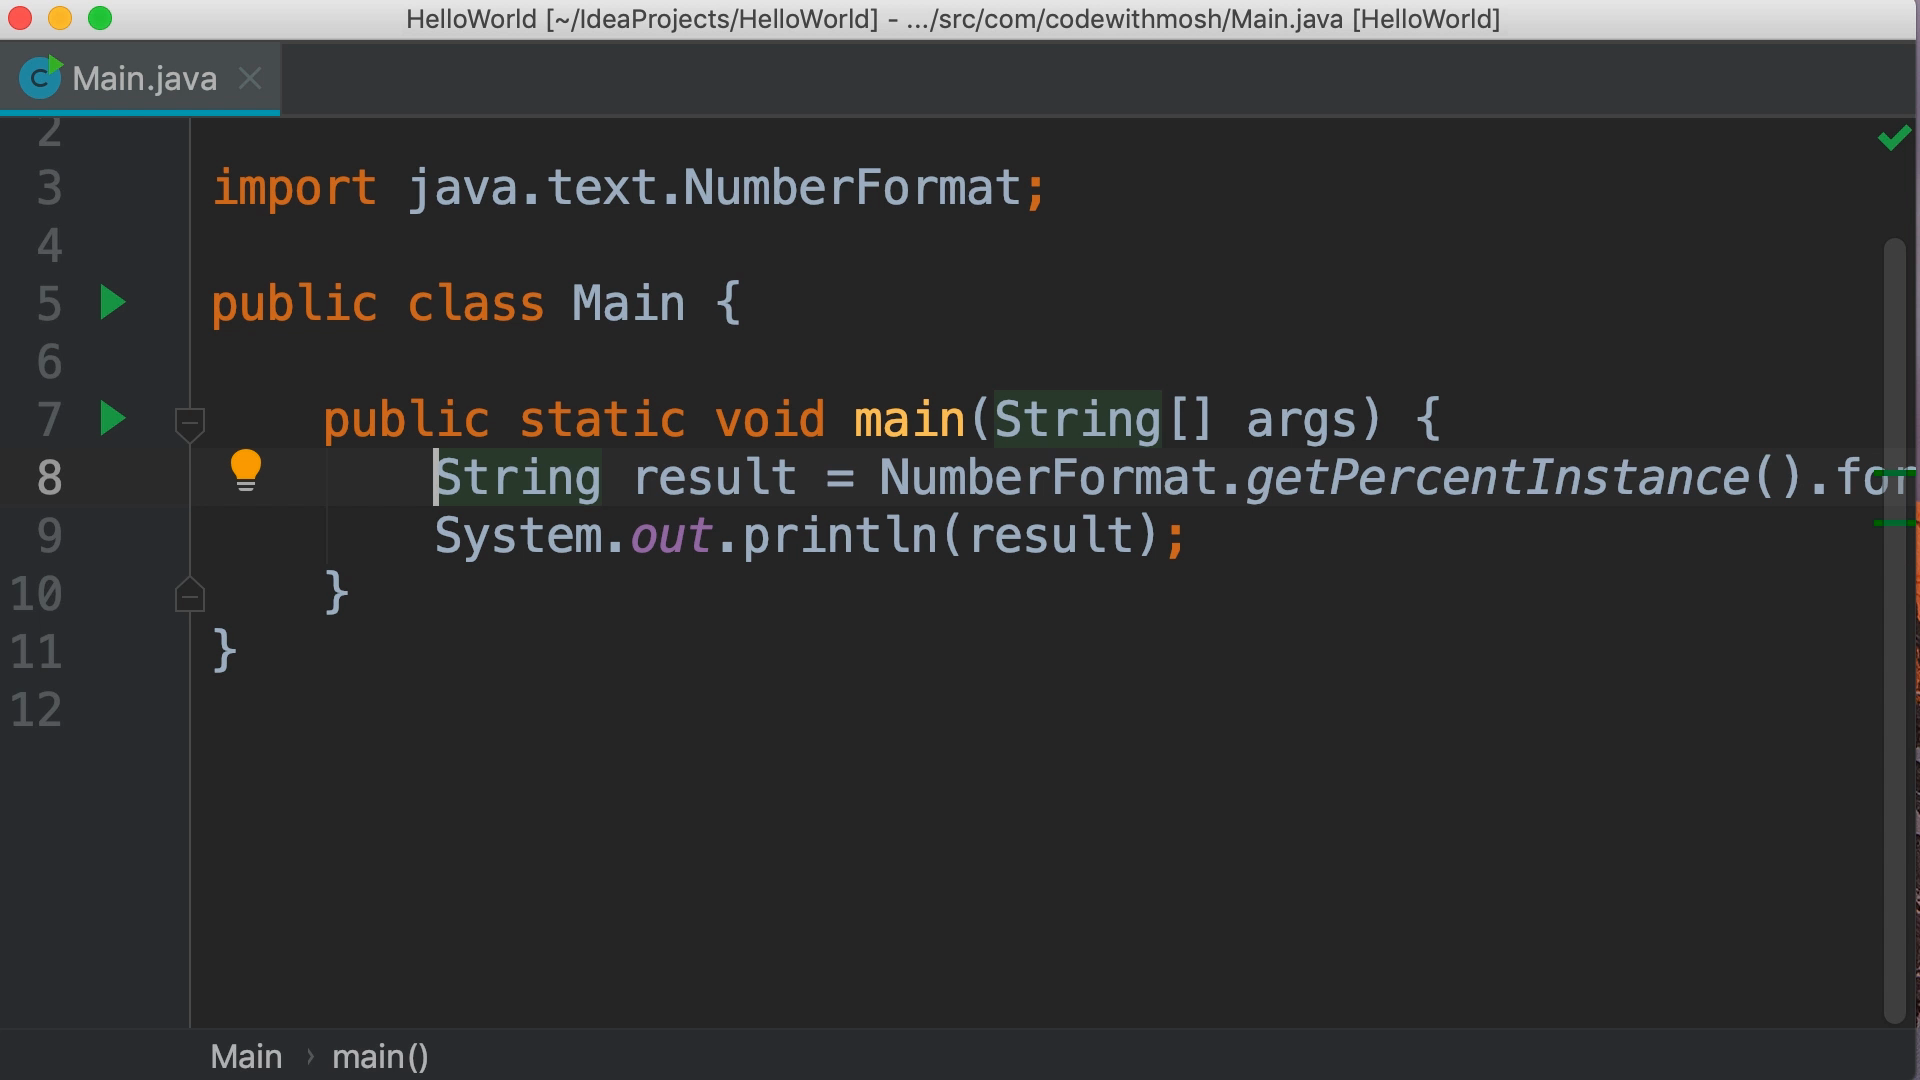 HelloWorld [~/IdeaProjects/HelloWorld] - .../src/com/codewithmosh/Main.java [HelloWorld]
C Main.java
2
3 import java.text.NumberFormat;
4
5 public class Main {
6
7 public static void main(String[] args) {
8 String result = NumberFormat.getPercentInstance().for
9 System.out.println(result);
10 }
11 }
12
Main › main()